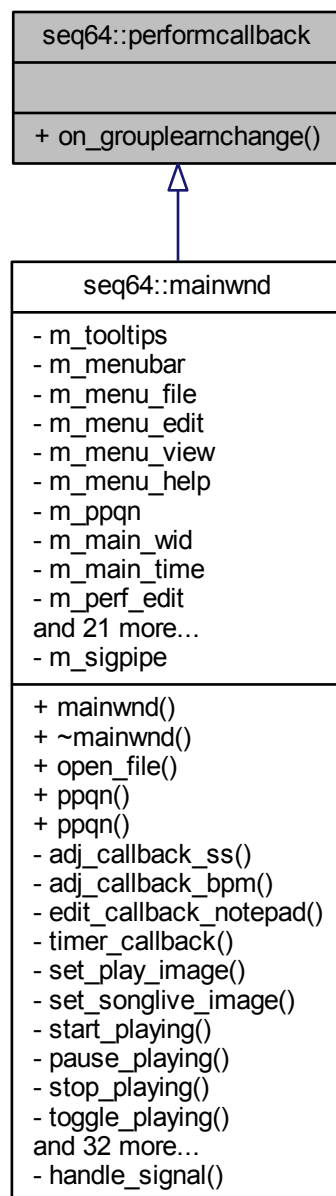 seq64::performcallback
+ on_grouplearnchange()
seq64::mainwnd
- m_tooltips
- m_menubar
- m_menu_file
- m_menu_edit
- m_menu_view
- m_menu_help
- m_ppqn
- m_main_wid
- m_main_time
- m_perf_edit
and 21 more...
- m_sigpipe
+ mainwnd()
+ ~mainwnd()
+ open_file()
+ ppqn()
+ ppqn()
- adj_callback_ss()
- adj_callback_bpm()
- edit_callback_notepad()
- timer_callback()
- set_play_image()
- set_songlive_image()
- start_playing()
- pause_playing()
- stop_playing()
- toggle_playing()
and 32 more...
- handle_signal()